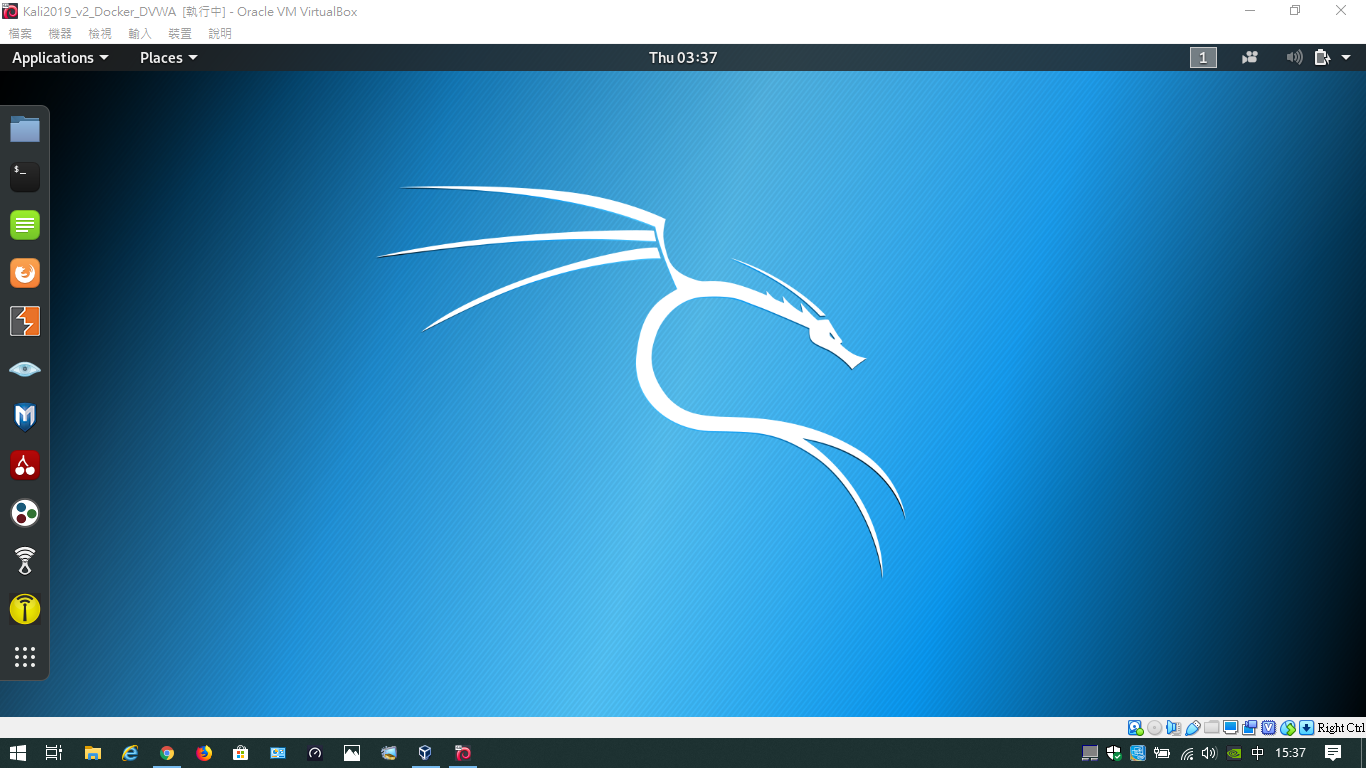 Kali2019_v2_Docker_DVWA [執行中] - Oracle VM VirtualBox
檔案 機器 檢視 輸入 裝置 說明
Applications Places Thu 03:37 1
$_
Right Ctrl
中 15:37